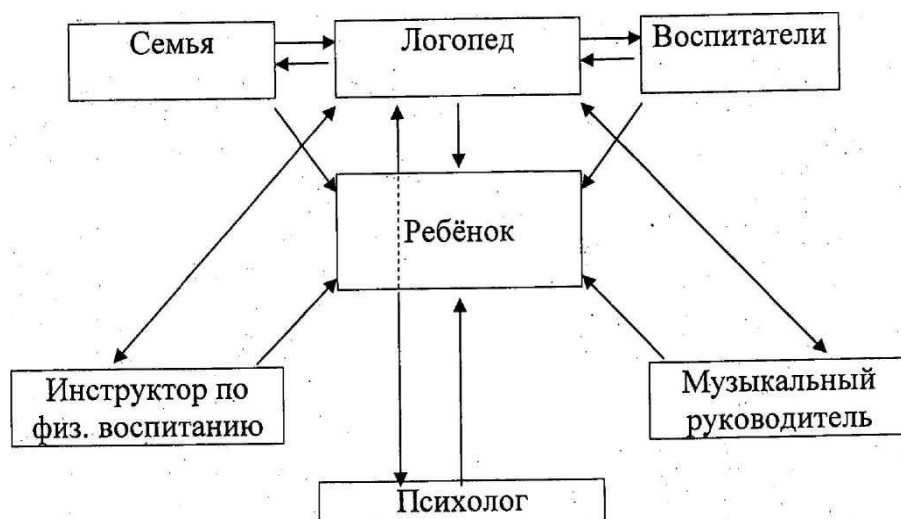 Семья
Логопед
Воспитатели
Ребёнок
Инструктор по
физ. воспитанию
Музыкальный
руководитель
Психолог